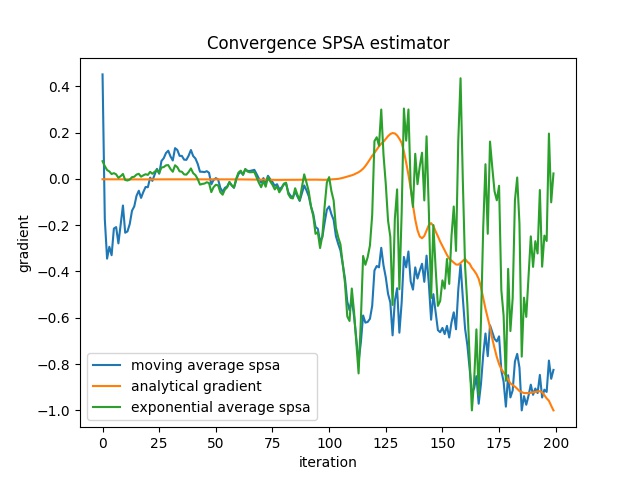 Convergence SPSA estimator
gradient
0.4
0.2
0.0
−0.2
−0.4
−0.6
−0.8
−1.0
moving average spsa
analytical gradient
exponential average spsa
0 25 50 75 100 125 150 175 200
iteration